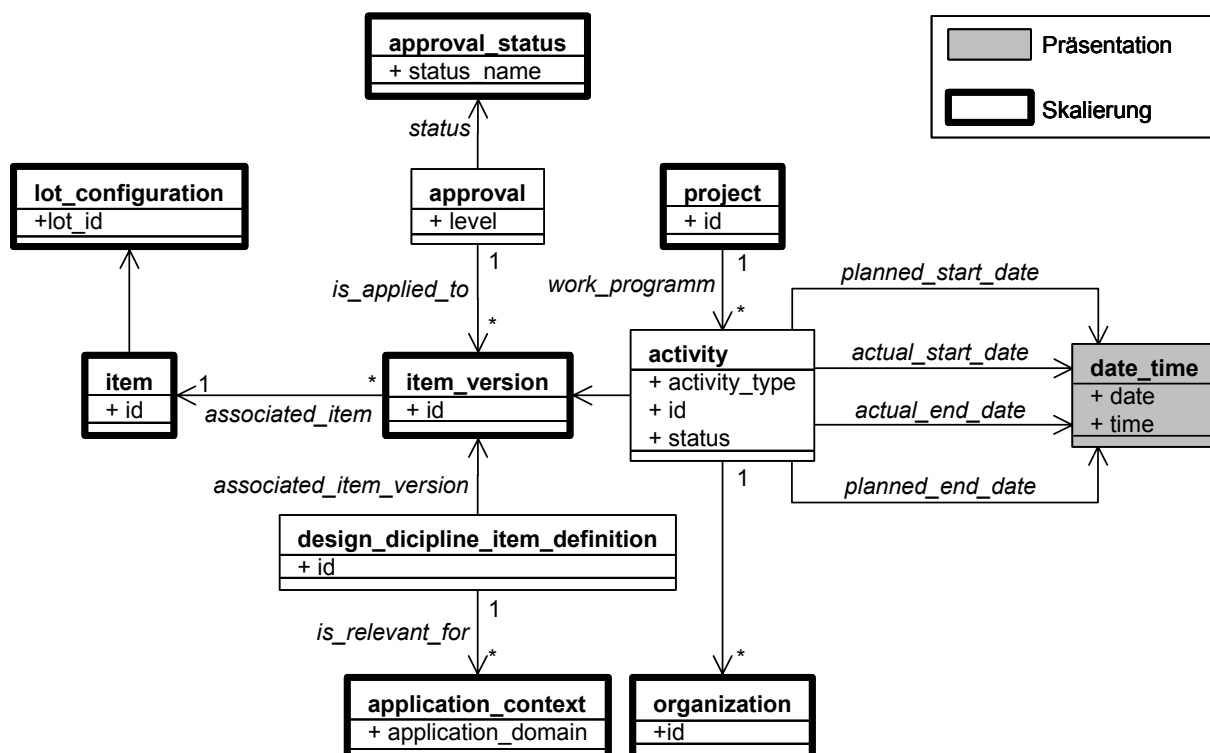 approval_status
+ status_name
Präsentation
Skalierung
status
lot_configuration
+lot_id
approval
+ level
project
+ id
1
1
is_applied_to
work_programm
planned_start_date
*
*
item
+ id
1
*
associated_item
item_version
+ id
activity
+ activity_type
+ id
+ status
actual_start_date
actual_end_date
date_time
+ date
+ time
associated_item_version
1
planned_end_date
design_dicipline_item_definition
+ id
1
is_relevant_for
*
*
application_context
+ application_domain
organization
+id